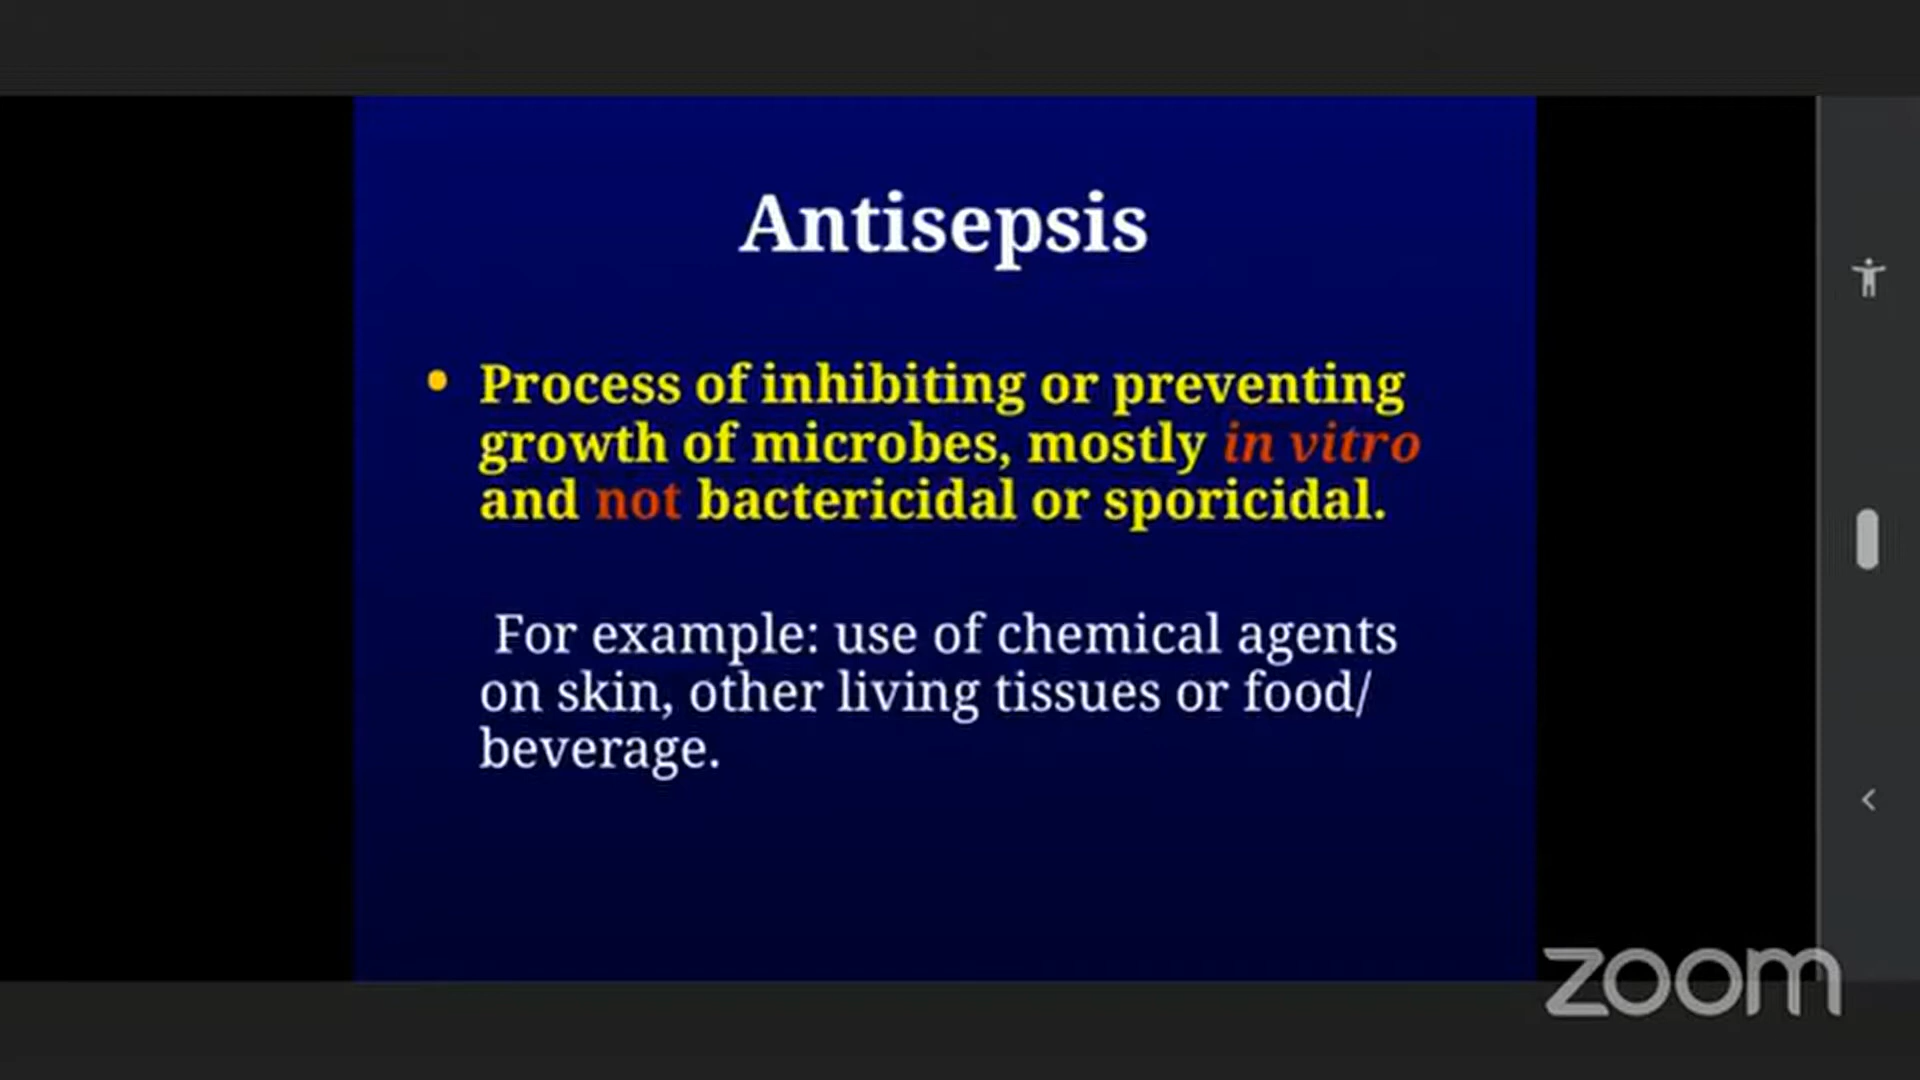 Antisepsis
• Process of inhibiting or preventing
growth of microbes, mostly in vitro
and not bactericidal or sporicidal.
For example: use of chemical agents
on skin, other living tissues or food/
beverage.
zoom